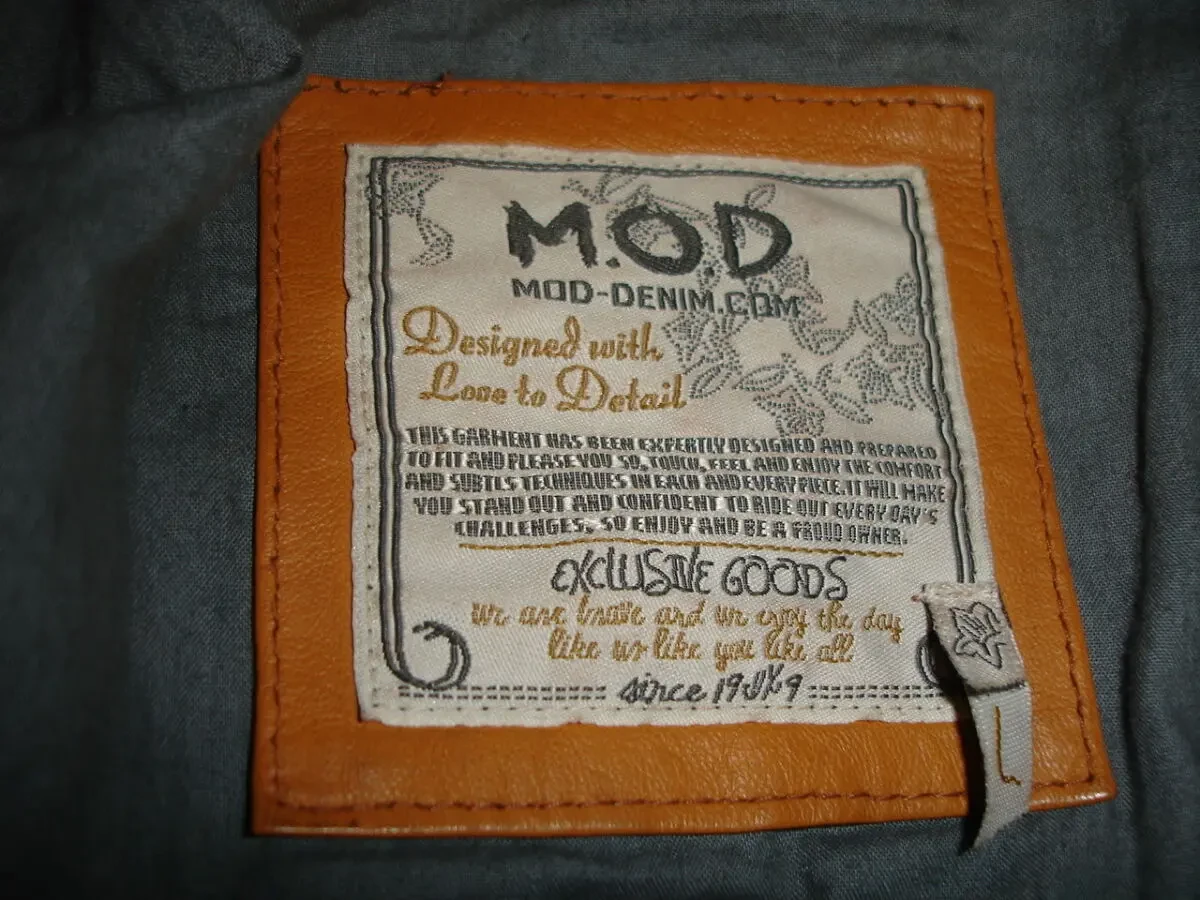 M.O.D
MOD-DENIM.COM
Designed with
Love to Detail
THIS GARMENT HAS BEEN EXPERTLY DESIGNED AND PREPARED
TO FIT AND PLEASE YOU SO, TOUCH, FEEL AND ENJOY THE COMFORT
AND SUBTLS TECHNIQUES IN EACH AND EVERY PIECE. IT WILL MAKE
YOU STAND OUT AND CONFIDENT TO RIDE OUT EVERY DAY'S
CHALLENGES, SO ENJOY AND BE A PROUD OWNER.
EXCLUSIVE GOODS
we are brave and we enjoy the day
like us like you like all
since 19
L